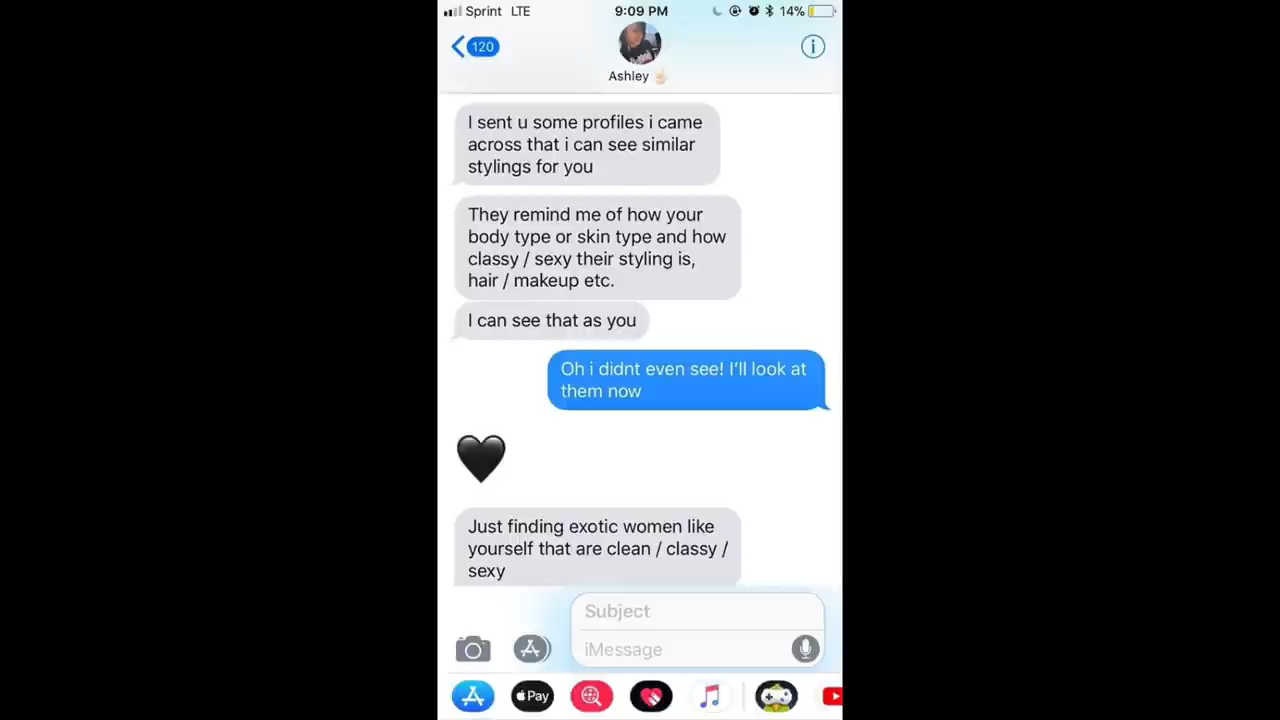 Sprint LTE 9:09 PM 14%
120
Ashley
I sent u some profiles i came
across that i can see similar
stylings for you
They remind me of how your
body type or skin type and how
classy / sexy their styling is,
hair / makeup etc.
I can see that as you
Oh i didnt even see! I'll look at
them now
Just finding exotic women like
yourself that are clean / classy /
sexy
Subject
iMessage
Pay